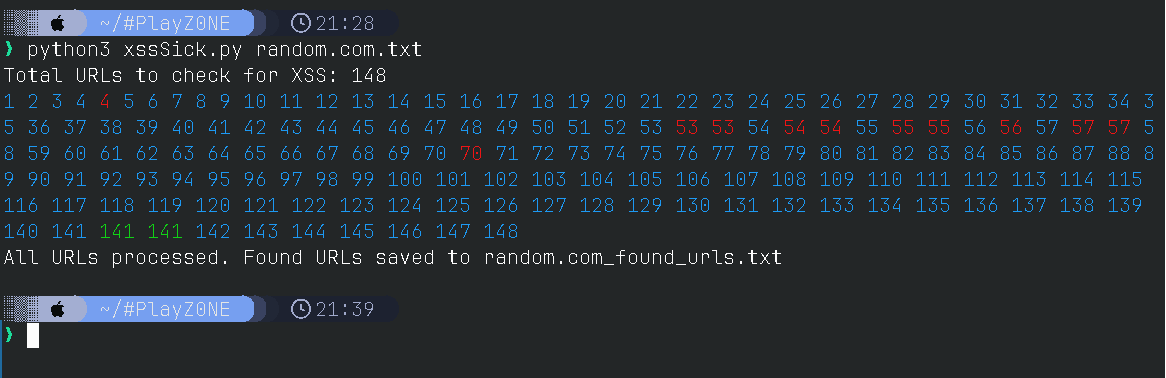 ~/#PlayZ0NE 21:28
❯ python3 xssSick.py random.com.txt
Total URLs to check for XSS: 148
1 2 3 4 4 5 6 7 8 9 10 11 12 13 14 15 16 17 18 19 20 21 22 23 24 25 26 27 28 29 30 31 32 33 34 3
5 36 37 38 39 40 41 42 43 44 45 46 47 48 49 50 51 52 53 53 53 54 54 54 55 55 55 56 56 57 57 57 5
8 59 60 61 62 63 64 65 66 67 68 69 70 70 71 72 73 74 75 76 77 78 79 80 81 82 83 84 85 86 87 88 8
9 90 91 92 93 94 95 96 97 98 99 100 101 102 103 104 105 106 107 108 109 110 111 112 113 114 115
116 117 118 119 120 121 122 123 124 125 126 127 128 129 130 131 132 133 134 135 136 137 138 139
140 141 141 141 142 143 144 145 146 147 148
All URLs processed. Found URLs saved to random.com_found_urls.txt
~/#PlayZ0NE 21:39
❯